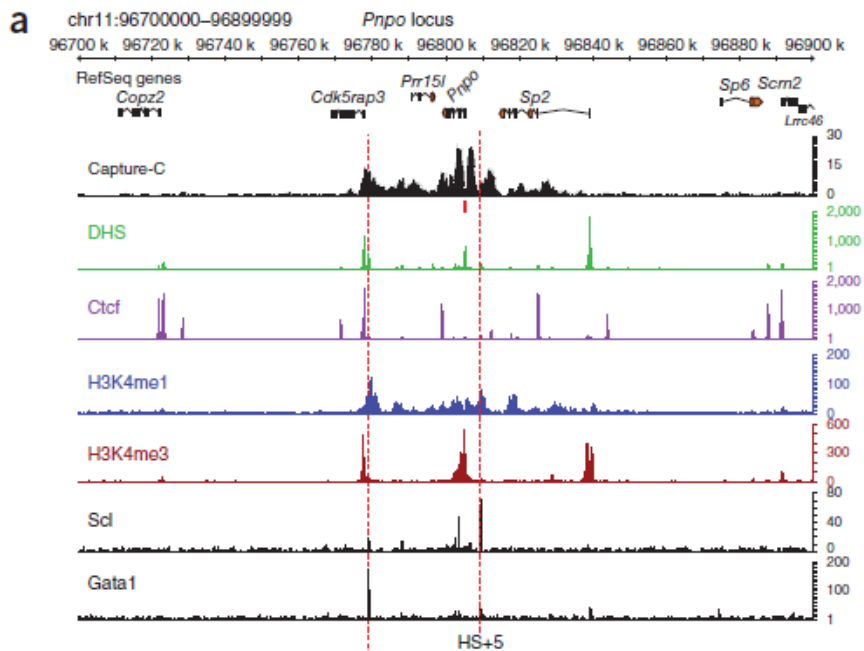 a
chr11:96700000–96899999 Pnpo locus
96700 k 96720 k 96740 k 96760 k 96780 k 96800 k 96820 k 96840 k 96860 k 96880 k 96900 k
RefSeq genes
Copz2 Cdk5rap3 Prr15l Pnpo Sp2 Sp6 Scrn2 Lrrc46
Capture-C
30
15
0
DHS
2,000
1,000
1
Ctcf
2,000
1,000
1
H3K4me1
200
100
0
H3K4me3
600
300
0
Scl
80
40
0
Gata1
200
100
1
HS+5